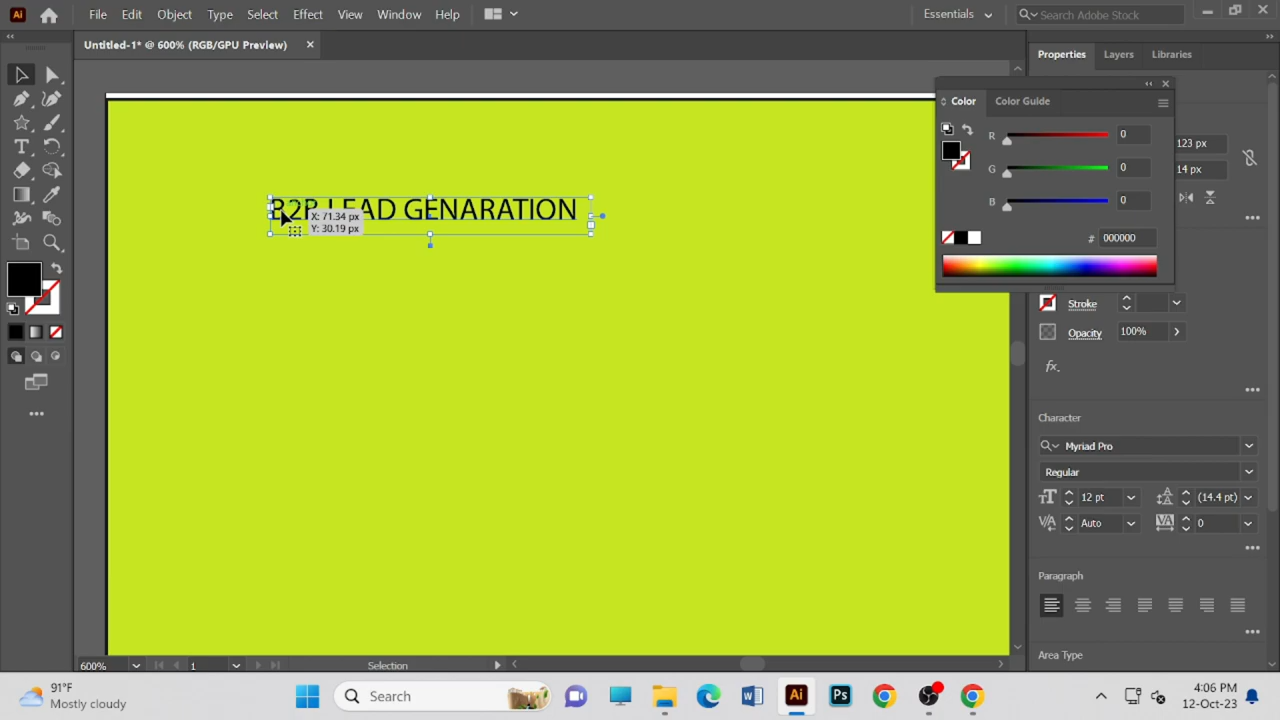 File Edit Object Type Select Effect View Window Help
Essentials
Search Adobe Stock
Untitled-1* @ 600% (RGB/GPU Preview)
Properties Layers Libraries
Color Color Guide
R 0
G 0
B 0
# 000000
123 px
14 px
B2B LEAD GENARATION
X: 71.34 px
Y: 30.19 px
Stroke
Opacity 100%
fx.
Character
Myriad Pro
Regular
12 pt (14.4 pt)
Auto 0
Paragraph
Area Type
600% 1 Selection
91°F
Mostly cloudy
Search
4:06 PM
12-Oct-23